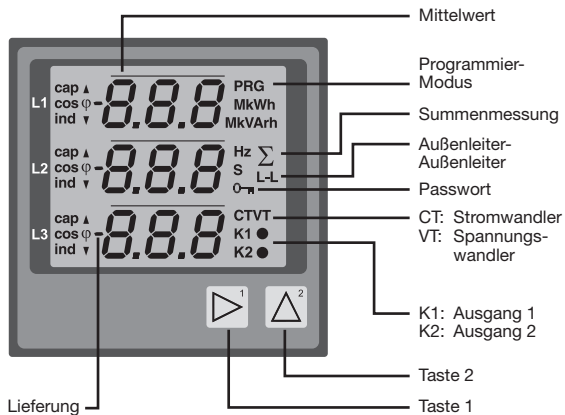 Mittelwert
Programmier-
Modus
Summenmessung
Außenleiter-
Außenleiter
Passwort
CT: Stromwandler
VT: Spannungs-
wandler
K1: Ausgang 1
K2: Ausgang 2
Taste 2
Taste 1
Lieferung
L1
cap ▲
cos φ
ind ▼
-8.8.8
PRG
MkWh
MkVArh
L2
cap ▲
cos φ
ind ▼
-8.8.8
Hz ∑
S L-L
L3
cap ▲
cos φ
ind ▼
-8.8.8
CTVT
K1 ●
K2 ●
1
2